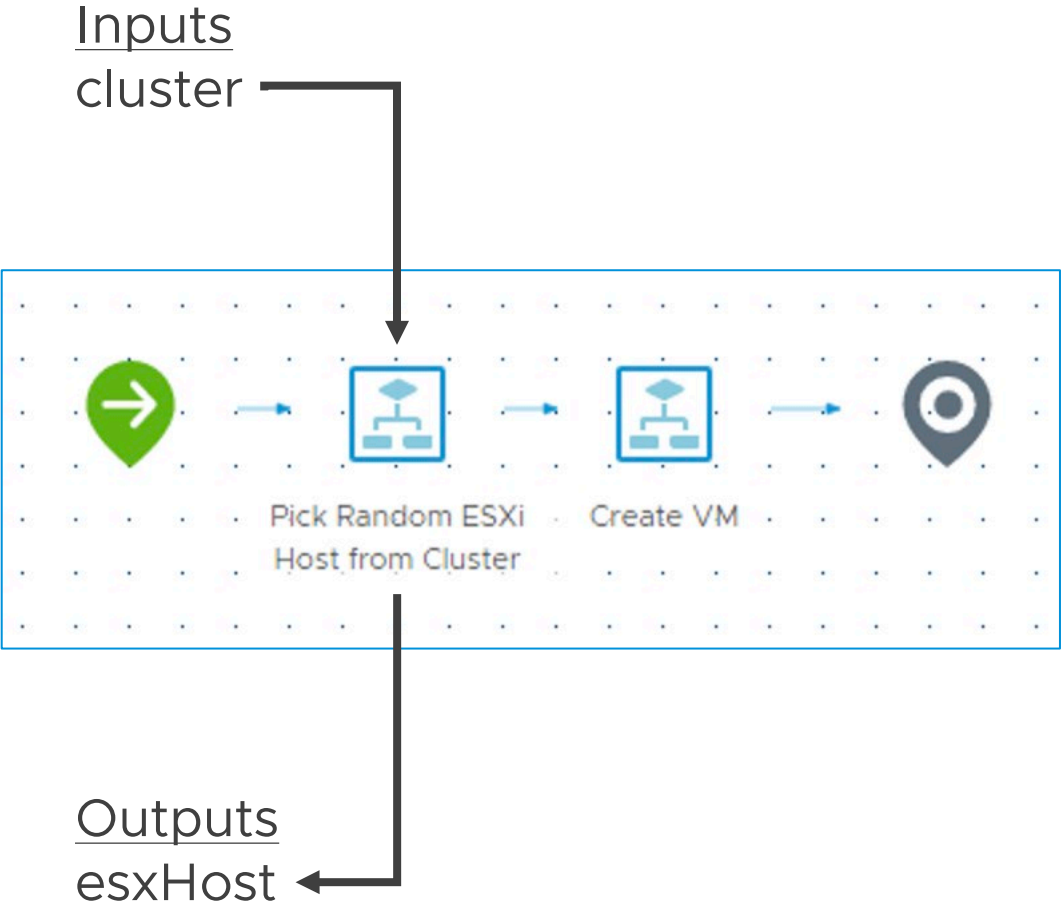 Inputs
cluster
Pick Random ESXi
Host from Cluster
Create VM
Outputs
esxHost